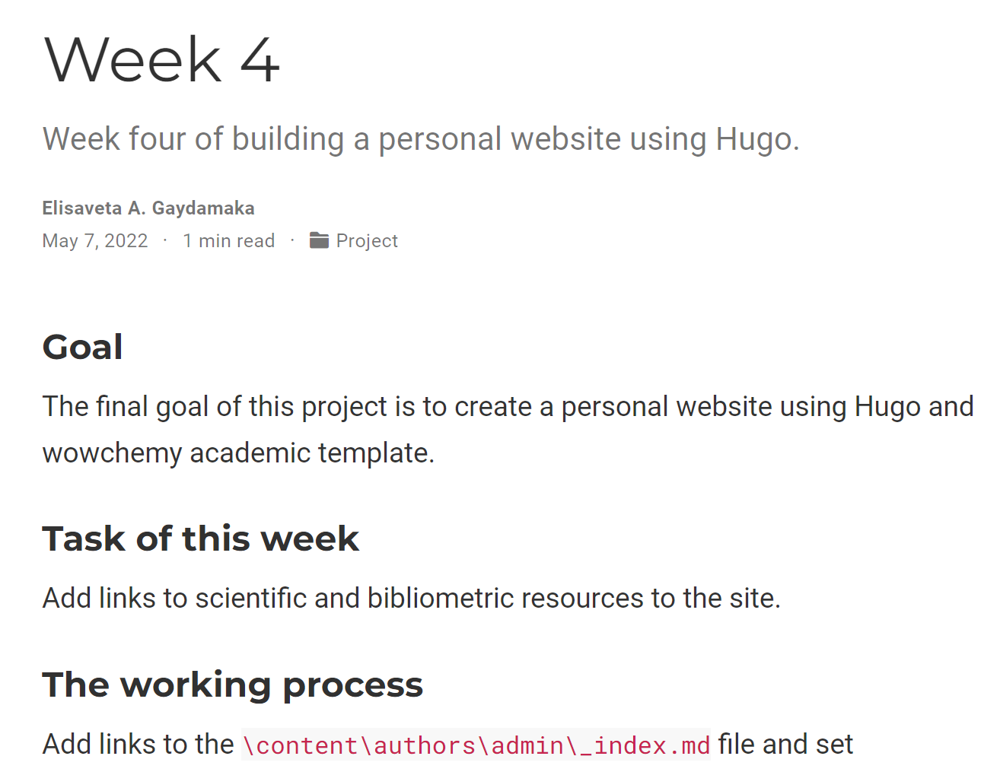 Week 4
Week four of building a personal website using Hugo.
Elisaveta A. Gaydamaka
May 7, 2022 · 1 min read · Project
Goal
The final goal of this project is to create a personal website using Hugo and
wowchemy academic template.
Task of this week
Add links to scientific and bibliometric resources to the site.
The working process
Add links to the \content\authors\admin\_index.md file and set